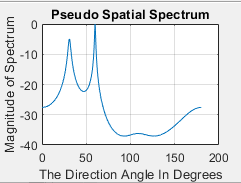 Pseudo Spatial Spectrum
Magnitude of Spectrum
0
-10
-20
-30
-40
0 50 100 150 200
The Direction Angle In Degrees